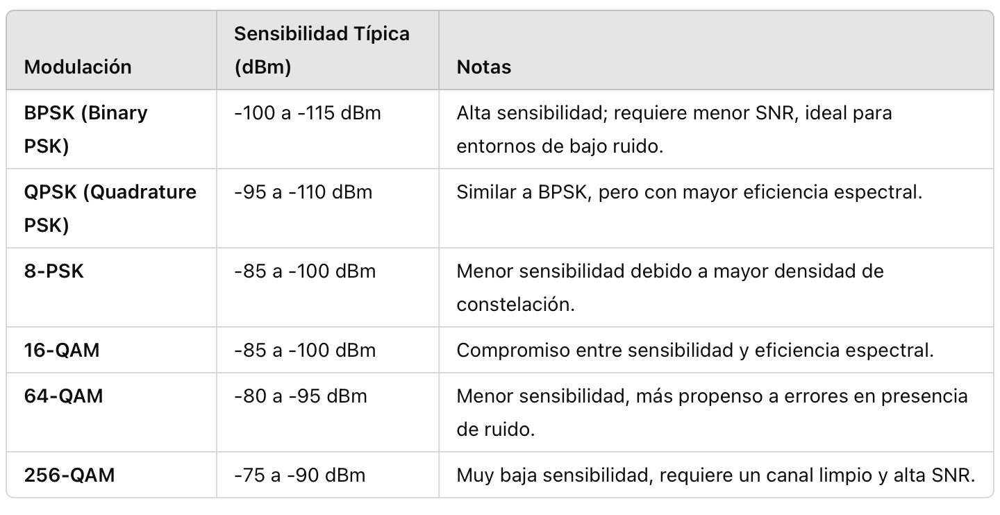 Modulación
Sensibilidad Típica
(dBm)
Notas
BPSK (Binary
PSK)
-100 a -115 dBm
Alta sensibilidad; requiere menor SNR, ideal para
entornos de bajo ruido.
QPSK (Quadrature
PSK)
-95 a -110 dBm
Similar a BPSK, pero con mayor eficiencia espectral.
8-PSK
-85 a -100 dBm
Menor sensibilidad debido a mayor densidad de
constelación.
16-QAM
-85 a -100 dBm
Compromiso entre sensibilidad y eficiencia espectral.
64-QAM
-80 a -95 dBm
Menor sensibilidad, más propenso a errores en presencia
de ruido.
256-QAM
-75 a -90 dBm
Muy baja sensibilidad, requiere un canal limpio y alta SNR.